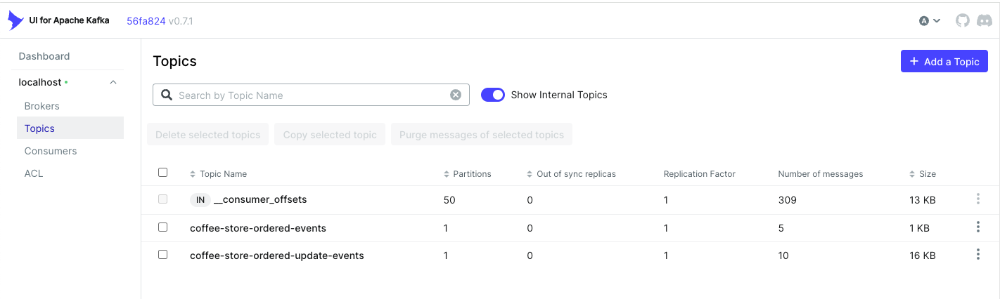 UI for Apache Kafka 56fa824 v0.7.1 A
Dashboard
localhost
Brokers
Topics
Consumers
ACL
Topics
+ Add a Topic
Search by Topic Name
Show Internal Topics
Delete selected topics Copy selected topic Purge messages of selected topics
Topic Name Partitions Out of sync replicas Replication Factor Number of messages Size
IN __consumer_offsets 50 0 1 309 13 KB
coffee-store-ordered-events 1 0 1 5 1 KB
coffee-store-ordered-update-events 1 0 1 10 16 KB